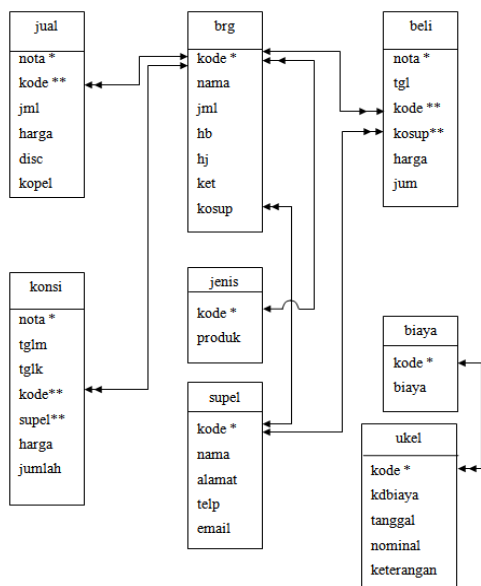 jual
nota *
kode **
jml
harga
disc
kopel
brg
kode *
nama
jml
hb
hj
ket
kosup
beli
nota *
tgl
kode **
kosup**
harga
jum
konsi
nota *
tglm
tglk
kode**
supel**
harga
jumlah
jenis
kode *
produk
supel
kode *
nama
alamat
telp
email
biaya
kode *
biaya
ukel
kode *
kdbiaya
tanggal
nominal
keterangan